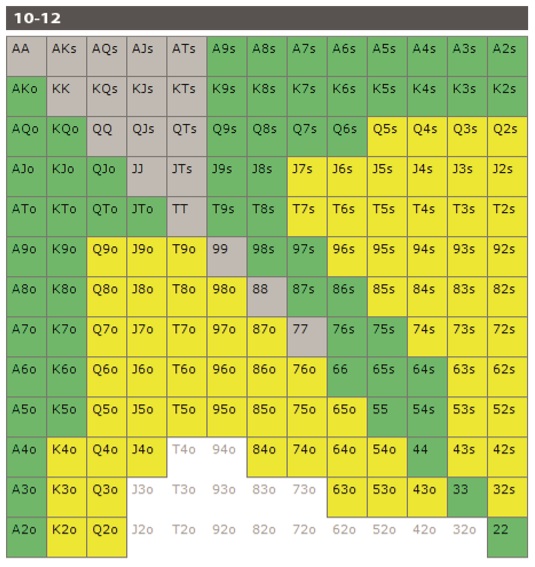 10-12
AA AKs AQs AJs ATs A9s A8s A7s A6s A5s A4s A3s A2s
AKo KK KQs KJs KTs K9s K8s K7s K6s K5s K4s K3s K2s
AQo KQo QQ QJs QTs Q9s Q8s Q7s Q6s Q5s Q4s Q3s Q2s
AJo KJo QJo JJ JTs J9s J8s J7s J6s J5s J4s J3s J2s
ATo KTo QTo JTo TT T9s T8s T7s T6s T5s T4s T3s T2s
A9o K9o Q9o J9o T9o 99 98s 97s 96s 95s 94s 93s 92s
A8o K8o Q8o J8o T8o 98o 88 87s 86s 85s 84s 83s 82s
A7o K7o Q7o J7o T7o 97o 87o 77 76s 75s 74s 73s 72s
A6o K6o Q6o J6o T6o 96o 86o 76o 66 65s 64s 63s 62s
A5o K5o Q5o J5o T5o 95o 85o 75o 65o 55 54s 53s 52s
A4o K4o Q4o J4o T4o 94o 84o 74o 64o 54o 44 43s 42s
A3o K3o Q3o J3o T3o 93o 83o 73o 63o 53o 43o 33 32s
A2o K2o Q2o J2o T2o 92o 82o 72o 62o 52o 42o 32o 22